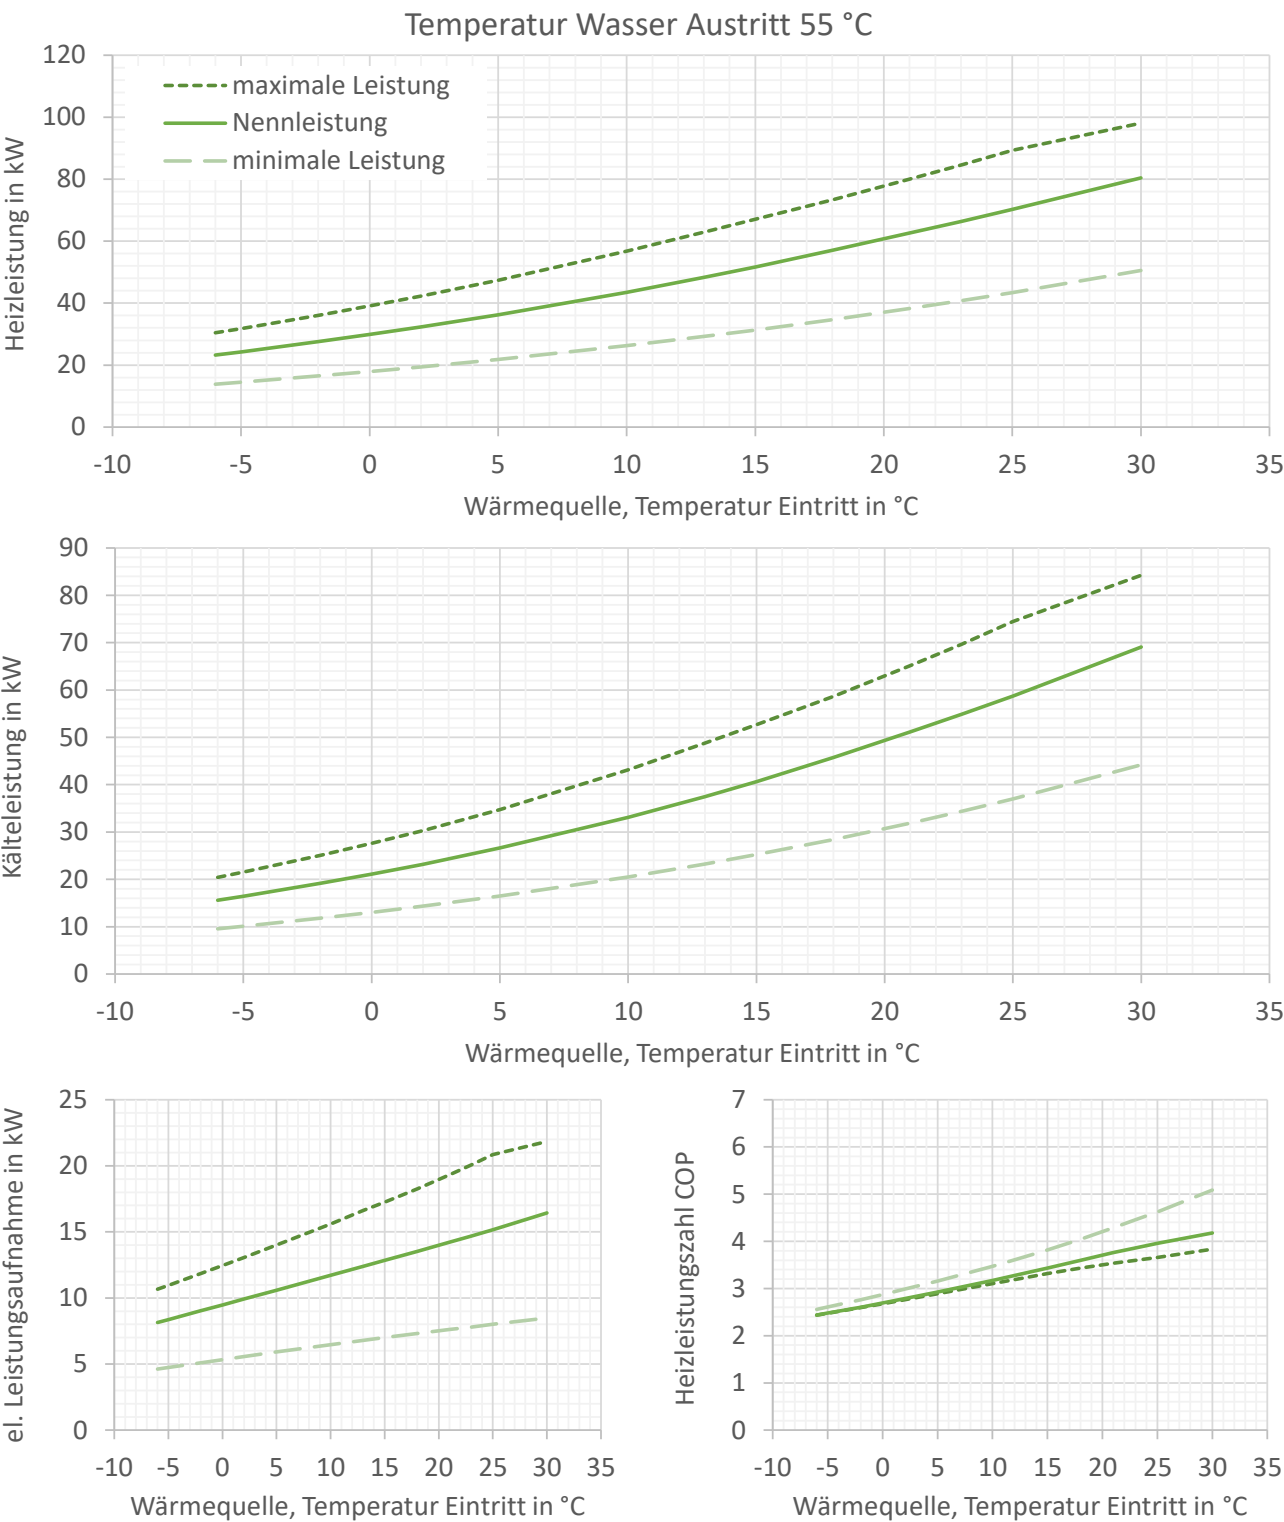 Temperatur Wasser Austritt 55 °C
120
100
80
60
40
20
0
maximale Leistung
Nennleistung
minimale Leistung
Heizleistung in kW
-10 -5 0 5 10 15 20 25 30 35
Wärmequelle, Temperatur Eintritt in °C
90
80
70
60
50
40
30
20
10
0
Kälteleistung in kW
-10 -5 0 5 10 15 20 25 30 35
Wärmequelle, Temperatur Eintritt in °C
25
20
15
10
5
0
el. Leistungsaufnahme in kW
-10 -5 0 5 10 15 20 25 30 35
Wärmequelle, Temperatur Eintritt in °C
7
6
5
4
3
2
1
0
Heizleistungszahl COP
-10 -5 0 5 10 15 20 25 30 35
Wärmequelle, Temperatur Eintritt in °C